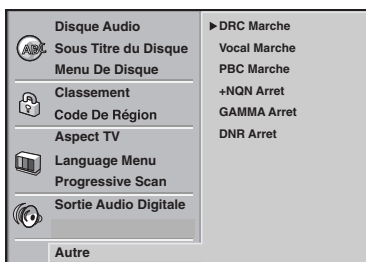 Disque Audio
Sous Titre du Disque
Menu De Disque
Classement
Code De Région
Aspect TV
Language Menu
Progressive Scan
Sortie Audio Digitale
Autre
DRC Marche
Vocal Marche
PBC Marche
+NQN Arret
GAMMA Arret
DNR Arret